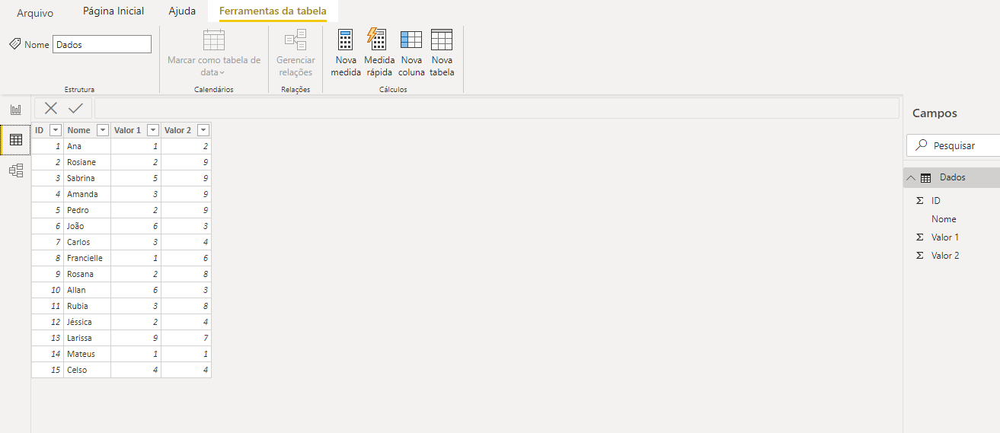 Arquivo Página Inicial Ajuda Ferramentas da tabela
Nome Dados
Estrutura
Marcar como tabela de
data
Calendários
Gerenciar
relações
Relações
Nova
medida
Medida
rápida
Nova
coluna
Nova
tabela
Cálculos
ID Nome Valor 1 Valor 2
1 Ana 1 2
2 Rosiane 2 9
3 Sabrina 5 9
4 Amanda 3 9
5 Pedro 2 9
6 João 6 3
7 Carlos 3 4
8 Francielle 1 6
9 Rosana 2 8
10 Allan 6 3
11 Rubia 3 8
12 Jéssica 2 4
13 Larissa 9 7
14 Mateus 1 1
15 Celso 4 4
Campos
Pesquisar
Dados
Σ ID
Nome
Σ Valor 1
Σ Valor 2